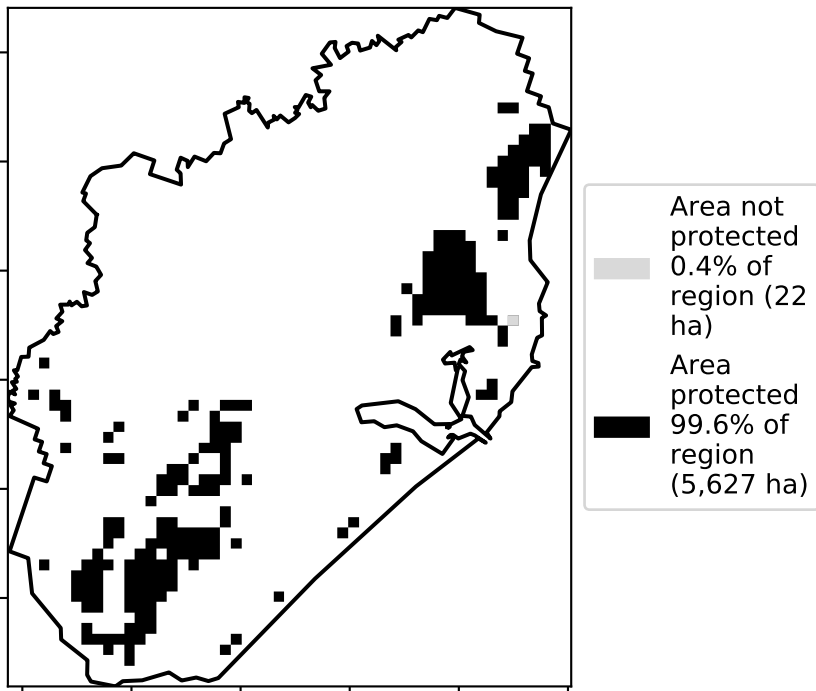 Area not
protected
0.4% of
region (22
ha)
Area
protected
99.6% of
region
(5,627 ha)